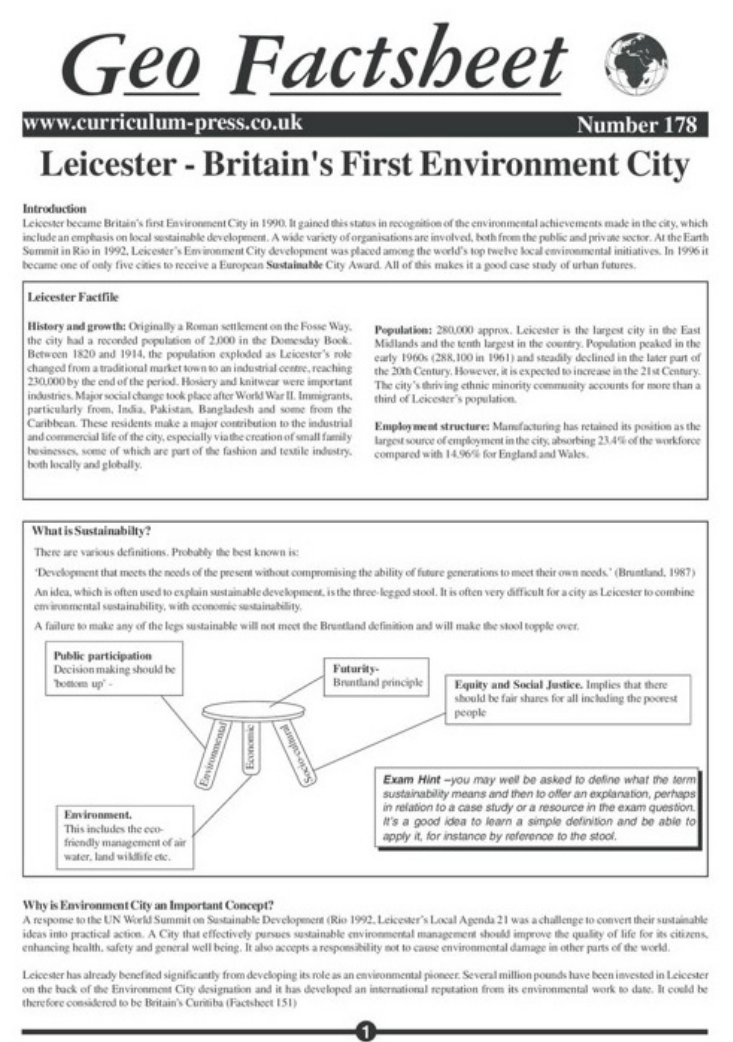 Geo Factsheet
www.curriculum-press.co.uk
Number 178
Leicester - Britain's First Environment City
Introduction
Leicester became Britain's first Environment City in 1990. It gained this status in recognition of the environmental achievements made in the city, which
include an emphasis on local sustainable development. A wide variety of organisations are involved, both from the public and private sector. At the Earth
Summit in Rio in 1992, Leicester's Environment City development was placed among the world's top twelve local environmental initiatives. In 1996 it
became one of only five cities to receive a European Sustainable City Award. All of this makes it a good case study of urban futures.
Leicester Factfile
History and growth: Originally a Roman settlement on the Fosse Way,
the city had a recorded population of 2,000 in the Domesday Book.
Between 1820 and 1914, the population exploded as Leicester's role
changed from a traditional market town to an industrial centre, reaching
230,000 by the end of the period. Hosiery and knitwear were important
industries. Major social change took place after World War II. Immigrants,
particularly from, India, Pakistan, Bangladesh and some from the
Caribbean. These residents make a major contribution to the industrial
and commercial life of the city, especially via the creation of small family
businesses, some of which are part of the fashion and textile industry,
both locally and globally.
Population: 280,000 approx. Leicester is the largest city in the East
Midlands and the tenth largest in the country. Population peaked in the
early 1960s (288,100 in 1961) and steadily declined in the later part of
the 20th Century. However, it is expected to increase in the 21st Century.
The city's thriving ethnic minority community accounts for more than a
third of Leicester's population.
Employment structure: Manufacturing has retained its position as the
largest source of employment in the city, absorbing 23.4% of the workforce
compared with 14.96% for England and Wales.
What is Sustainabilty?
There are various definitions. Probably the best known is:
'Development that meets the needs of the present without compromising the ability of future generations to meet their own needs.' (Bruntland, 1987)
An idea, which is often used to explain sustainable development, is the three-legged stool. It is often very difficult for a city as Leicester to combine
environmental sustainability, with economic sustainability.
A failure to make any of the legs sustainable will not meet the Bruntland definition and will make the stool topple over.
Public participation
Decision making should be
'bottom up' –
Futurity-
Bruntland principle
Equity and Social Justice. Implies that there
should be fair shares for all including the poorest
people
Environmental
Economic
Socio-cultural
Environment.
This includes the eco-
friendly management of air
water, land wildlife etc.
Exam Hint –you may well be asked to define what the term
sustainability means and then to offer an explanation, perhaps
in relation to a case study or a resource in the exam question.
It's a good idea to learn a simple definition and be able to
apply it, for instance by reference to the stool.
Why is Environment City an Important Concept?
A response to the UN World Summit on Sustainable Development (Rio 1992, Leicester's Local Agenda 21 was a challenge to convert their sustainable
ideas into practical action. A City that effectively pursues sustainable environmental management should improve the quality of life for its citizens,
enhancing health, safety and general well being. It also accepts a responsibility not to cause environmental damage in other parts of the world.
Leicester has already benefited significantly from developing its role as an environmental pioneer. Several million pounds have been invested in Leicester
on the back of the Environment City designation and it has developed an international reputation from its environmental work to date. It could be
therefore considered to be Britain's Curitiba (Factsheet 151)
1